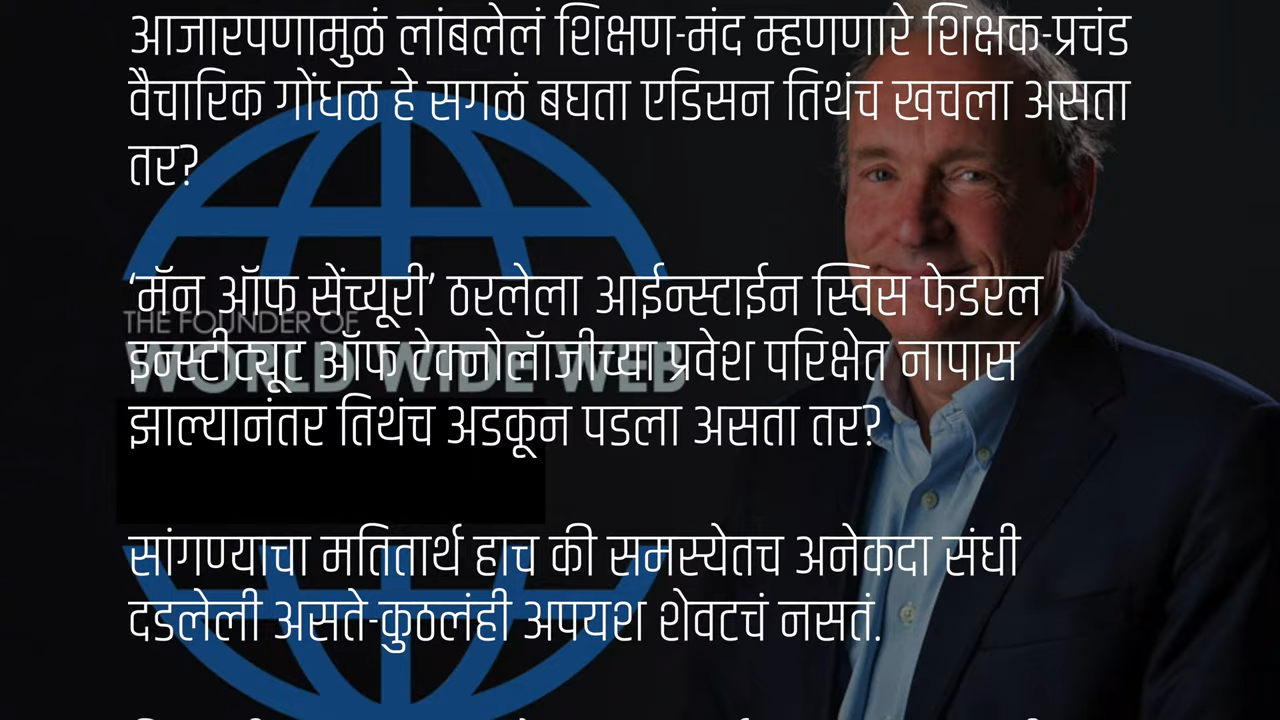 आजारपणामुळं लांबलेलं शिक्षण-मंद म्हणणारे शिक्षक-प्रचंड
वैचारिक गोंधळ हे सगळं बघता एडिसन तिथंच खचला असता
तर?
‘मॅन ऑफ सेंच्यूरी’ ठरलेला आईन्स्टाईन स्विस फेडरल
THE FOUNDER OF
इन्स्टीट्यूट ऑफ टेक्नोलॅाजीच्या प्रवेश परिक्षेत नापास
WORLD WIDE WEB
झाल्यानंतर तिथंच अडकून पडला असता तर?
सांगण्याचा मतितार्थ हाच की समस्येतच अनेकदा संधी
दडलेली असते-कुठलंही अपयश शेवटचं नसतं.